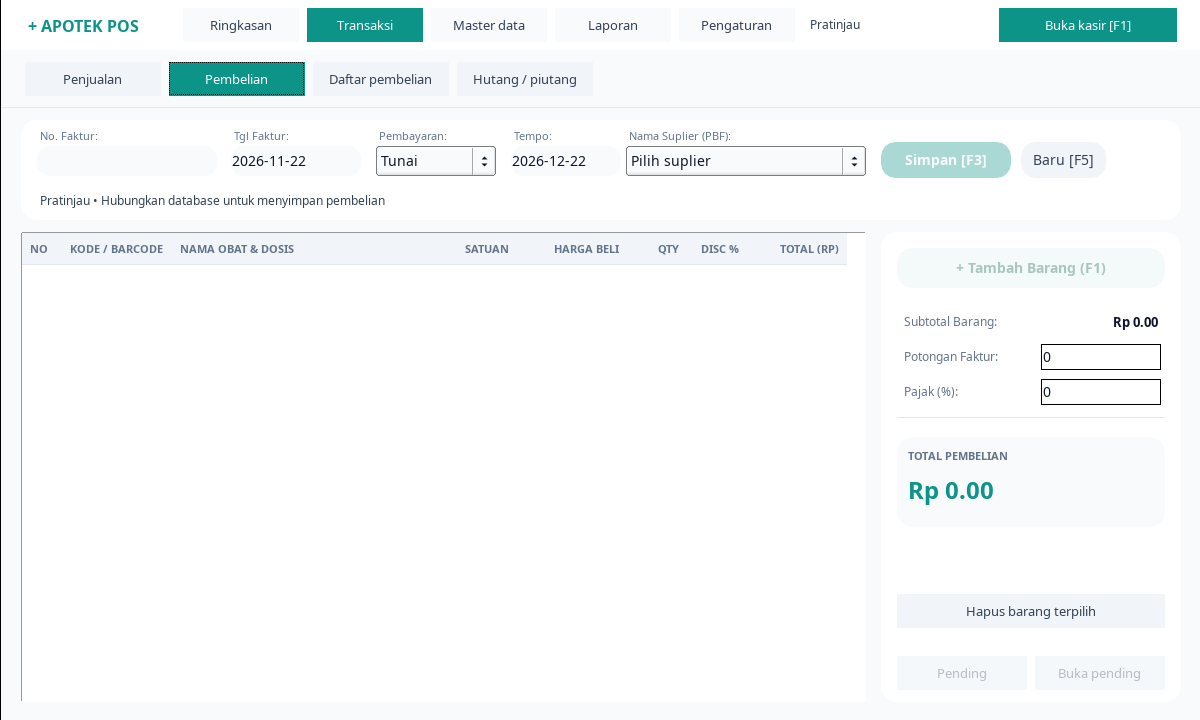 + APOTEK POS
Ringkasan
Transaksi
Master data
Laporan
Pengaturan
Pratinjau
Buka kasir [F1]
Penjualan
Pembelian
Daftar pembelian
Hutang / piutang
No. Faktur:
Tgl Faktur:
Pembayaran:
Tempo:
Nama Suplier (PBF):
2026-11-22
Tunai
2026-12-22
Pilih suplier
Simpan [F3]
Baru [F5]
Pratinjau • Hubungkan database untuk menyimpan pembelian
NO
KODE / BARCODE
NAMA OBAT & DOSIS
SATUAN
HARGA BELI
QTY
DISC %
TOTAL (RP)
+ Tambah Barang (F1)
Subtotal Barang:
Rp 0.00
Potongan Faktur:
0
Pajak (%):
0
TOTAL PEMBELIAN
Rp 0.00
Hapus barang terpilih
Pending
Buka pending